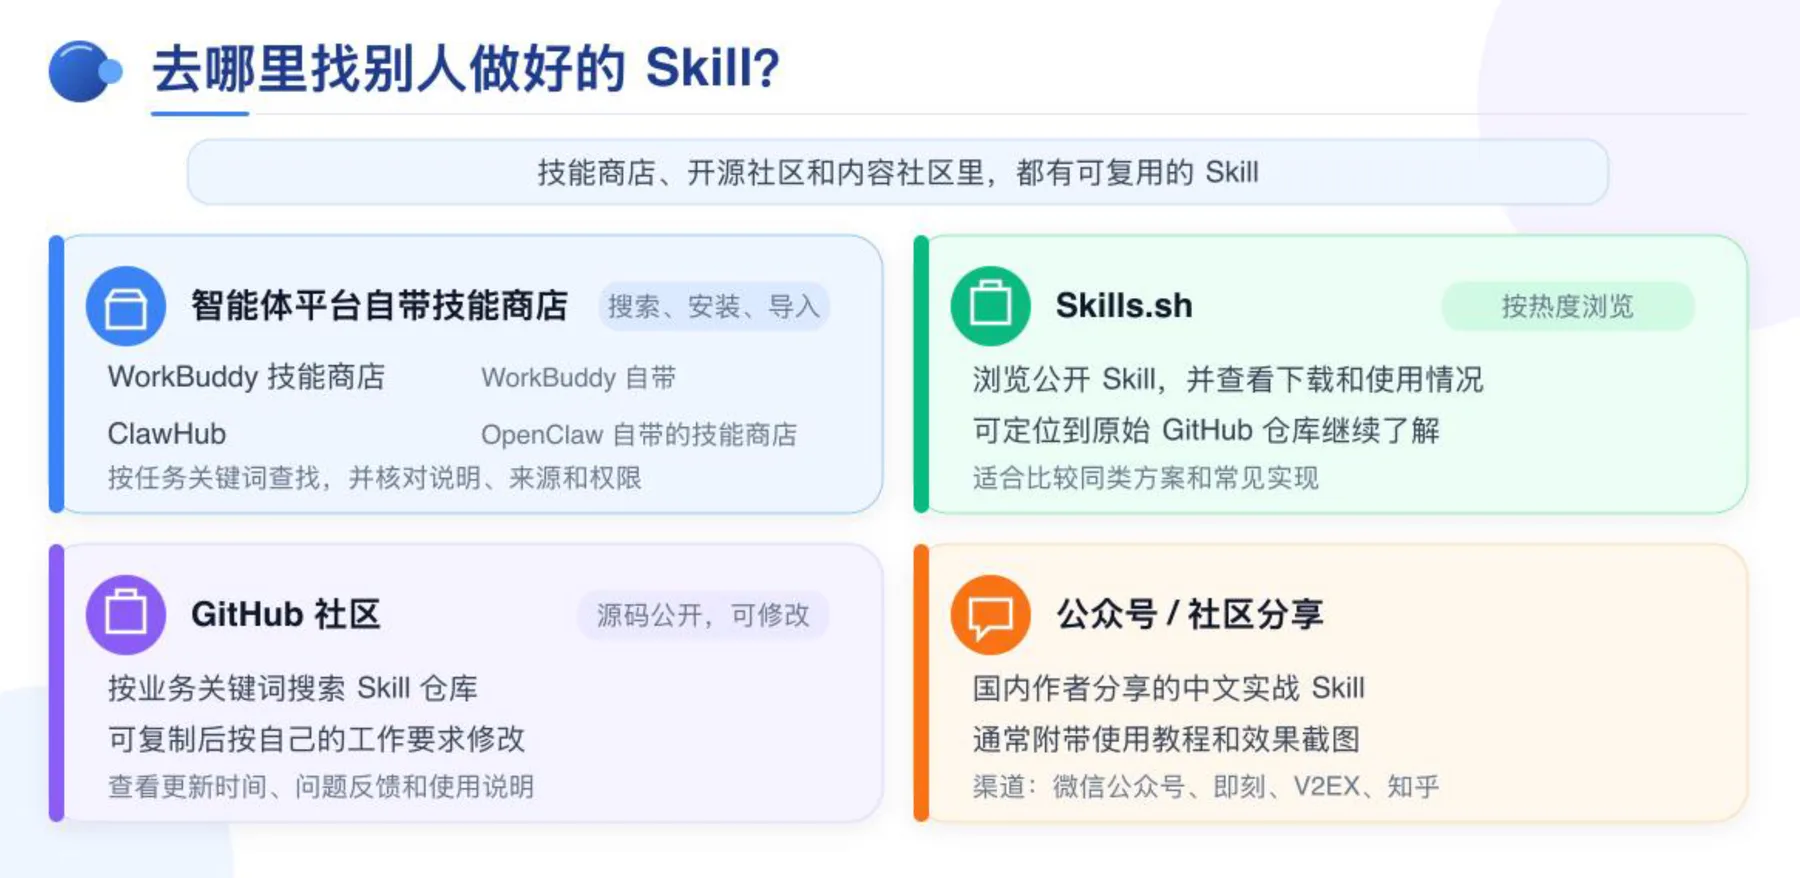 去哪里找别人做好的 Skill?
技能商店、开源社区和内容社区里，都有可复用的 Skill
智能体平台自带技能商店
搜索、安装、导入
WorkBuddy 技能商店
WorkBuddy 自带
ClawHub
OpenClaw 自带的技能商店
按任务关键词查找，并核对说明、来源和权限
Skills.sh
按热度浏览
浏览公开 Skill，并查看下载和使用情况
可定位到原始 GitHub 仓库继续了解
适合比较同类方案和常见实现
GitHub 社区
源码公开，可修改
按业务关键词搜索 Skill 仓库
可复制后按自己的工作要求修改
查看更新时间、问题反馈和使用说明
公众号 / 社区分享
国内作者分享的中文实战 Skill
通常附带使用教程和效果截图
渠道：微信公众号、即刻、V2EX、知乎